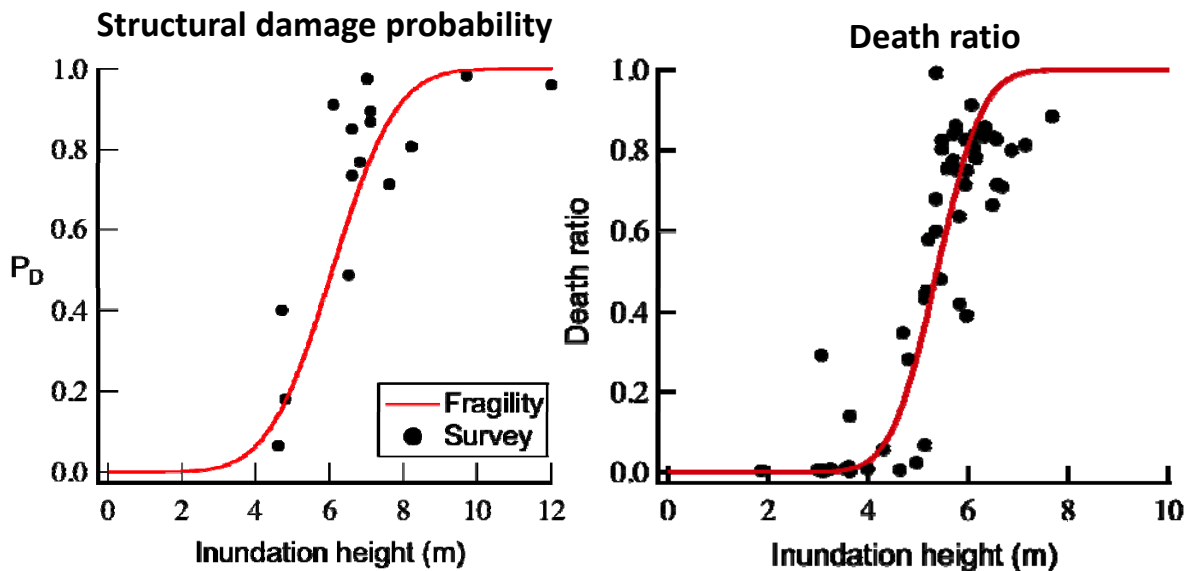 Structural damage probability
1.0
0.8
0.6
P_D
0.4
0.2
0.0
0 2 4 6 8 10 12
Inundation height (m)
Fragility
Survey
Death ratio
1.0
0.8
0.6
0.4
0.2
0.0
Death ratio
0 2 4 6 8 10
Inundation height (m)